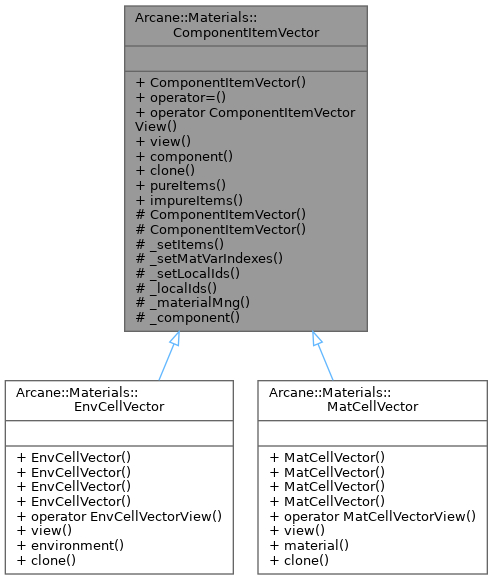 Arcane::Materials::
ComponentItemVector
+ ComponentItemVector()
+ operator=()
+ operator ComponentItemVector
View()
+ view()
+ component()
+ clone()
+ pureItems()
+ impureItems()
# ComponentItemVector()
# ComponentItemVector()
# _setItems()
# _setMatVarIndexes()
# _setLocalIds()
# _localIds()
# _materialMng()
# _component()
Arcane::Materials::
EnvCellVector
+ EnvCellVector()
+ EnvCellVector()
+ EnvCellVector()
+ EnvCellVector()
+ operator EnvCellVectorView()
+ view()
+ environment()
+ clone()
Arcane::Materials::
MatCellVector
+ MatCellVector()
+ MatCellVector()
+ MatCellVector()
+ MatCellVector()
+ operator MatCellVectorView()
+ view()
+ material()
+ clone()